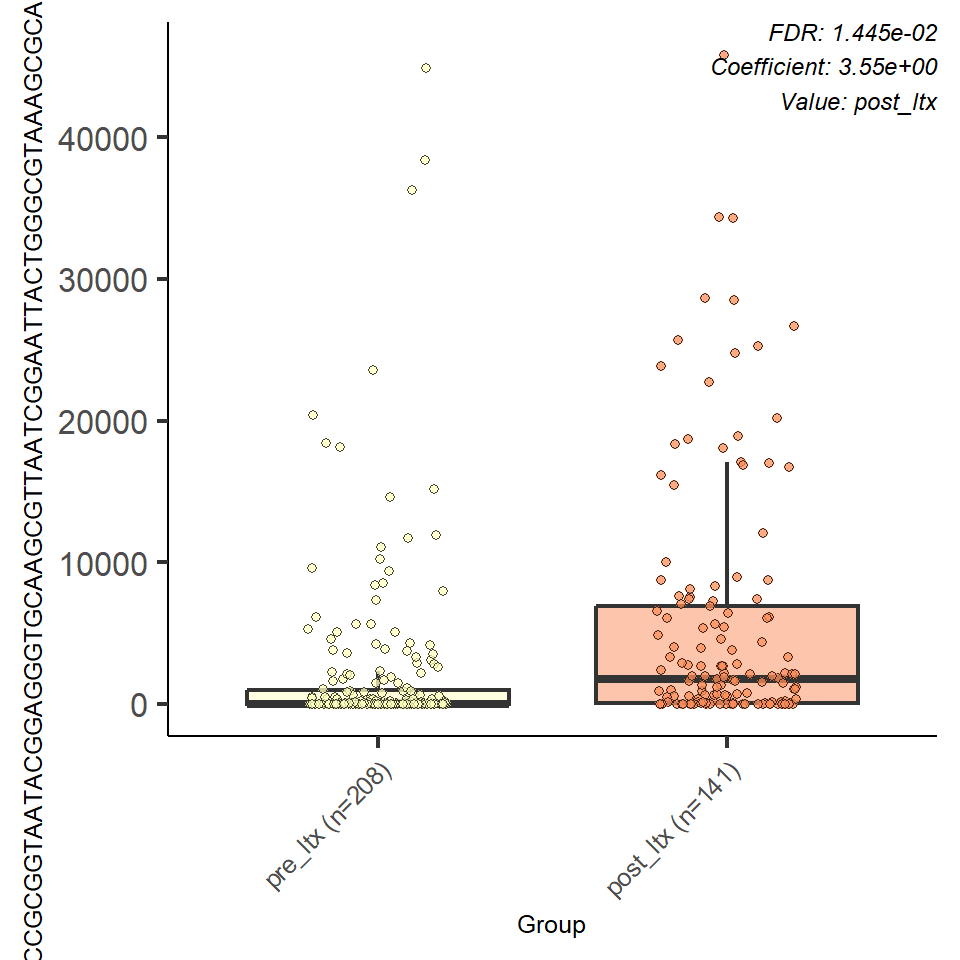 CCGCGGTAATACGGAGGGTGCAAGCGTTAATCGGAATTACTGGGCGTAAAGCGCA
40000
30000
20000
10000
0
FDR: 1.445e-02
Coefficient: 3.55e+00
Value: post_ltx
pre_ltx (n=208)
post_ltx (n=141)
Group